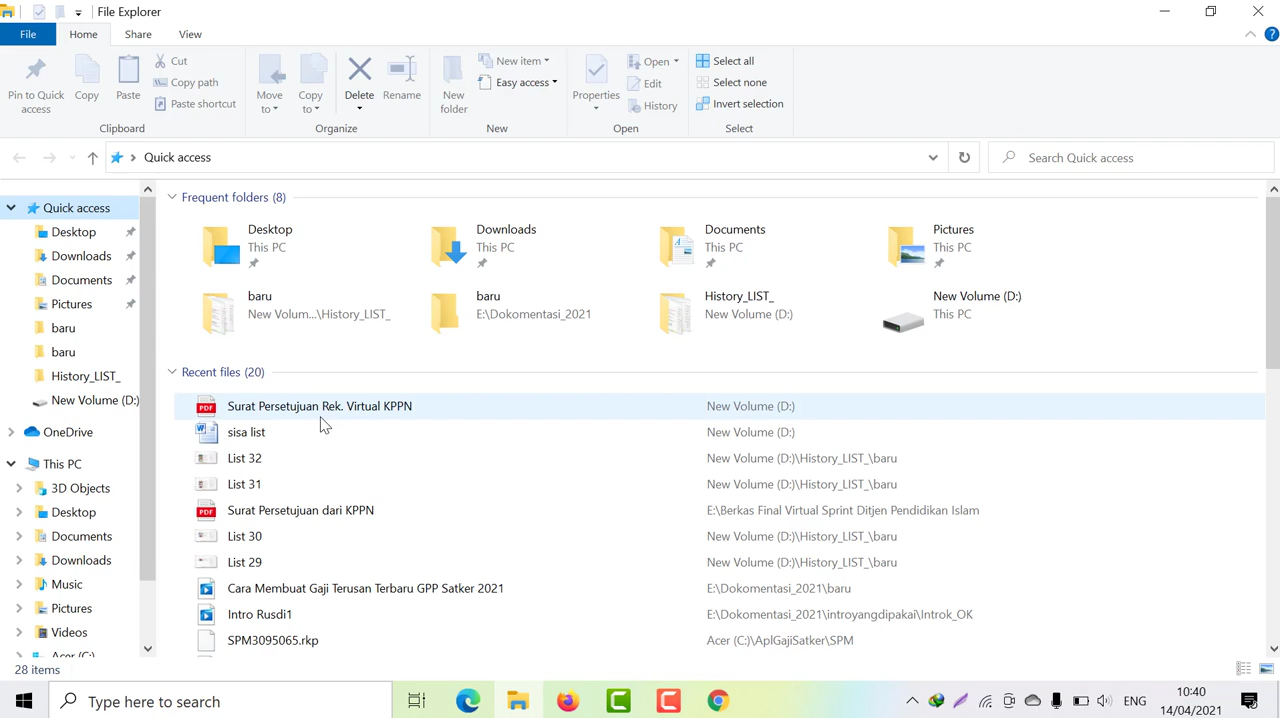 File Explorer
File
Home
Share
View
Pin to Quick access
Copy
Paste
Cut
Copy path
Paste shortcut
Clipboard
Move to
Copy to
Delete
Rename
Organize
New folder
New item
Easy access
New
Properties
Open
Edit
History
Open
Select all
Select none
Invert selection
Select
Quick access
Search Quick access
Quick access
Desktop
Downloads
Documents
Pictures
baru
baru
History_LIST_
New Volume (D:)
OneDrive
This PC
3D Objects
Desktop
Documents
Downloads
Music
Pictures
Videos
Acer (C:)
Frequent folders (8)
Desktop
This PC
Downloads
This PC
Documents
This PC
Pictures
This PC
baru
New Volum...\History_LIST_
baru
E:\Dokomentasi_2021
History_LIST_
New Volume (D:)
New Volume (D:)
This PC
Recent files (20)
PDF Surat Persetujuan Rek. Virtual KPPN New Volume (D:)
sisa list New Volume (D:)
List 32 New Volume (D:)\History_LIST_\baru
List 31 New Volume (D:)\History_LIST_\baru
PDF Surat Persetujuan dari KPPN E:\Berkas Final Virtual Sprint Ditjen Pendidikan Islam
List 30 New Volume (D:)\History_LIST_\baru
List 29 New Volume (D:)\History_LIST_\baru
Cara Membuat Gaji Terusan Terbaru GPP Satker 2021 E:\Dokomentasi_2021\baru
Intro Rusdi1 E:\Dokomentasi_2021\introyangdipakai\Introk_OK
SPM3095065.rkp Acer (C:)\AplGajiSatker\SPM
28 items
Type here to search
ENG
10:40
14/04/2021